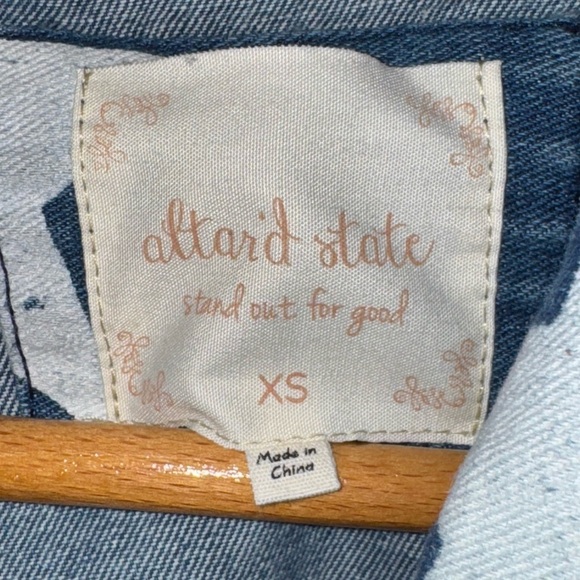 altar'd state
stand out for good
XS
Made in
China